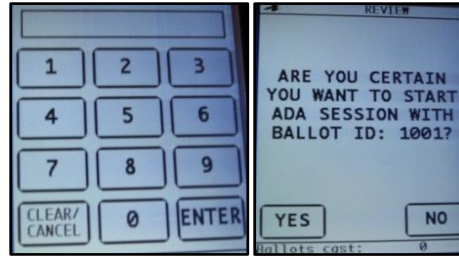 1 2 3
4 5 6
7 8 9
CLEAR/ 0 ENTER
CANCEL
REVIEW
ARE YOU CERTAIN
YOU WANT TO START
ADA SESSION WITH
BALLOT ID: 1001?
YES NO
Ballots cast: 0